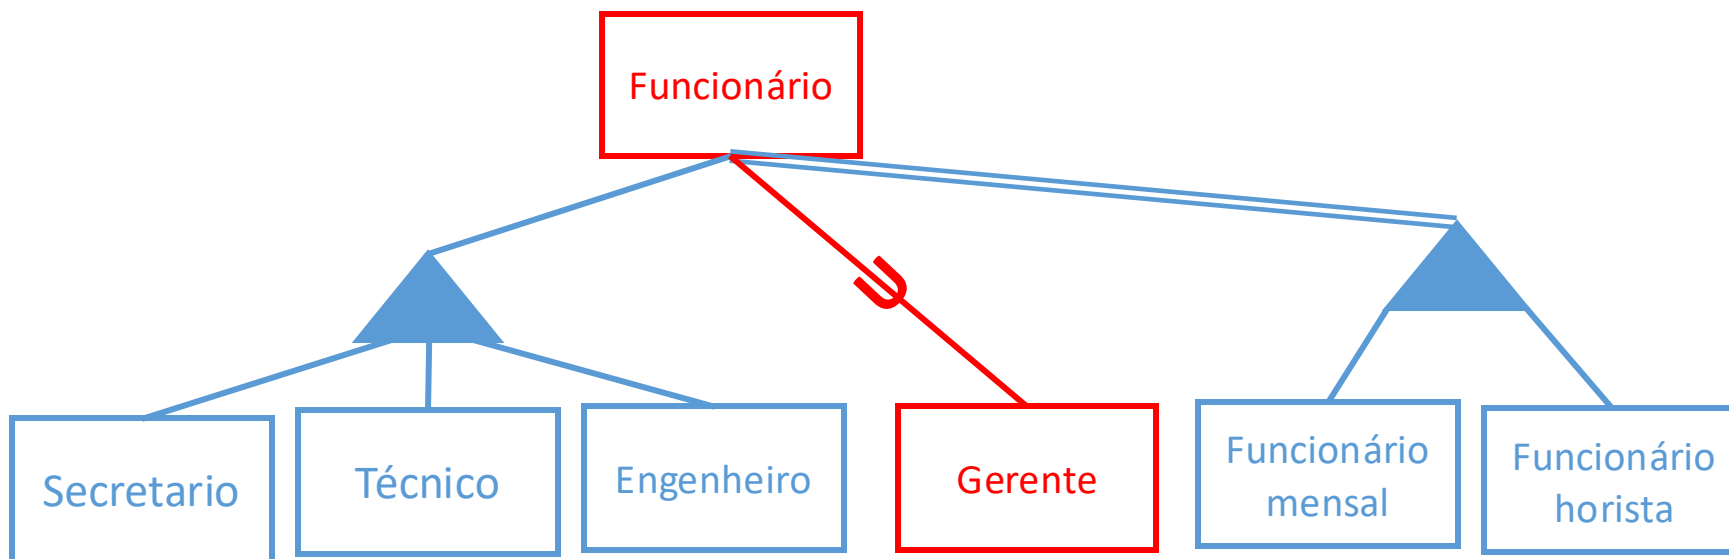 Funcionário
Secretario
Técnico
Engenheiro
Gerente
Funcionário
mensal
Funcionário
horista